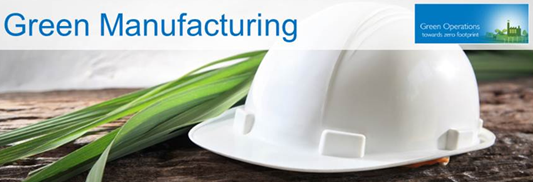 Green Manufacturing
Green Operations
towards zero footprint